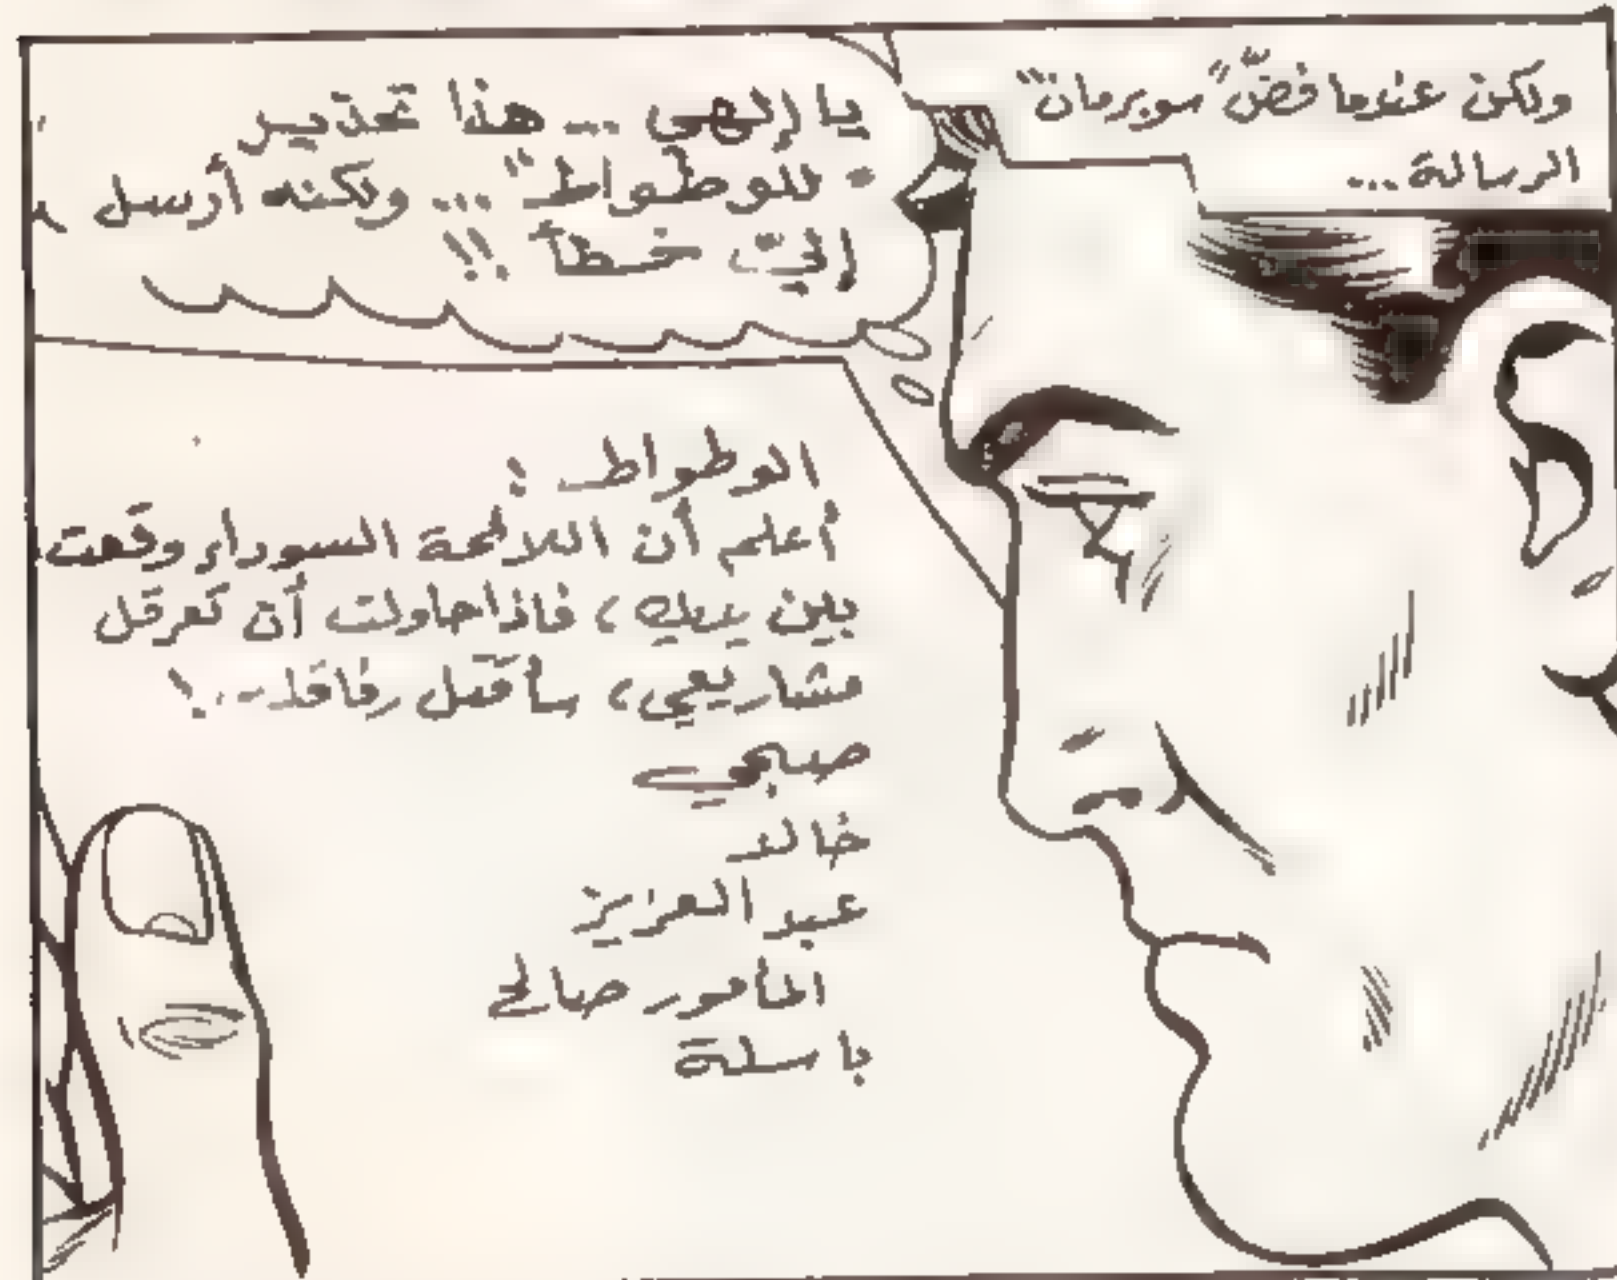 ولكن عندما فضّ "سوبرمان"
الرسالة...
يا إلهي ... هذا تحذير
"للوطواط" ... ولكنه أرسل
إليّ خطأ !!
الوطواط !
أعلم أن اللائحة السوداء وقعت
بين يديك ، فاذا حاولت أن تعرقل
مشاريعي ، سأقتل رفاقك !
صبحي
خالد
عبد العزيز
المأمور صالح
باسلة